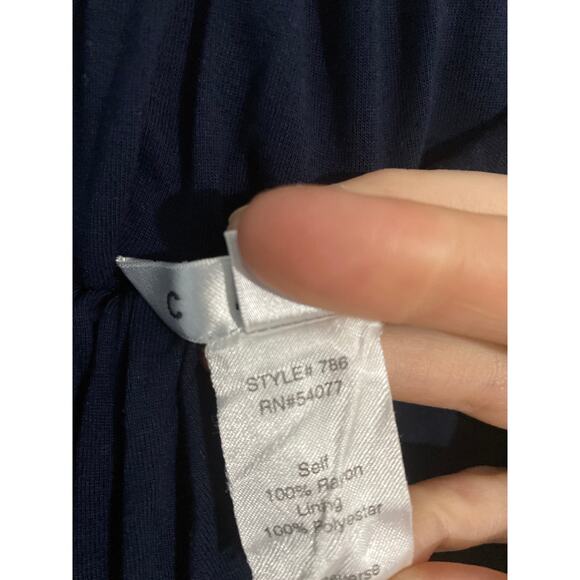 C
STYLE# 786
RN#54077
Self
100% Rayon
Lining
100% Polyester